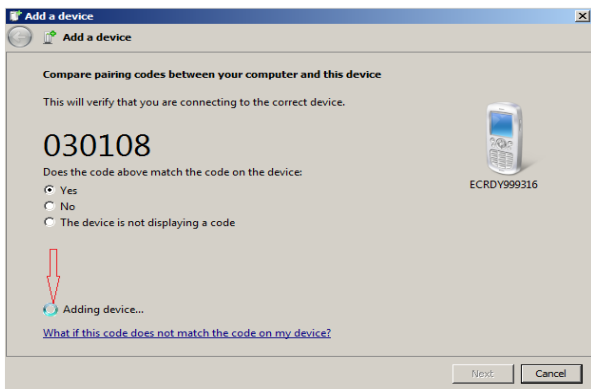 Add a device
Add a device
Compare pairing codes between your computer and this device
This will verify that you are connecting to the correct device.
030108
Does the code above match the code on the device:
ECRDY999316
Yes
No
The device is not displaying a code
Adding device...
What if this code does not match the code on my device?
Next
Cancel